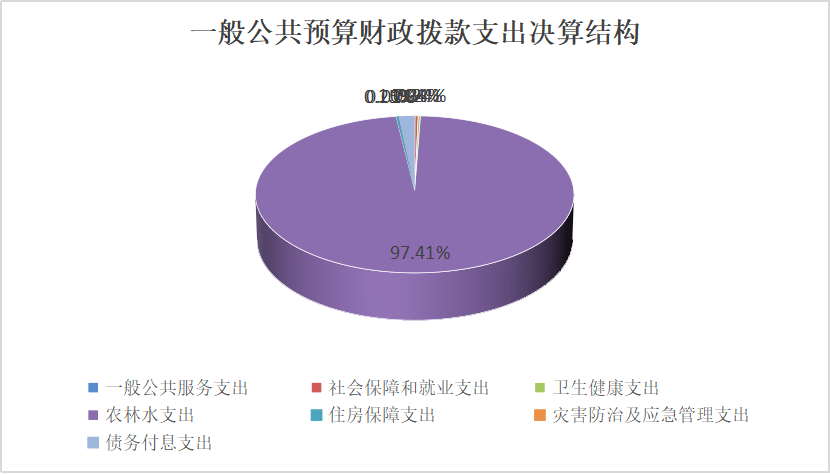 一般公共预算财政拨款支出决算结构
97.41%
一般公共服务支出
社会保障和就业支出
卫生健康支出
农林水支出
住房保障支出
灾害防治及应急管理支出
债务付息支出